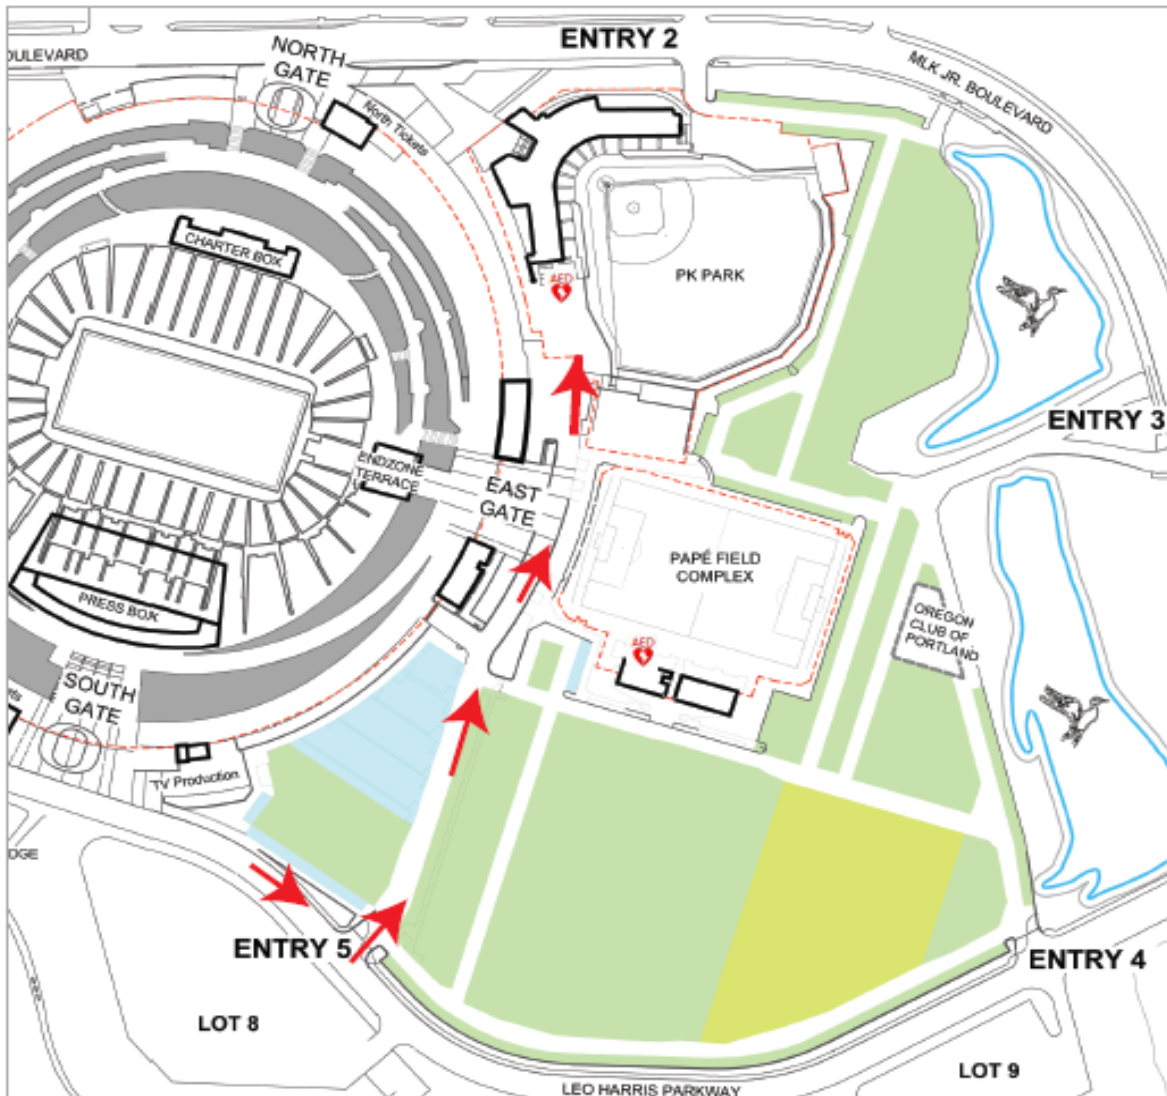 ENTRY 2
OULEVARD
NORTH
GATE
MLK JR. BOULEVARD
North Tickets
CHARTER BOX
PK PARK
AED
ENTRY 3
ENDZONE
TERRACE
EAST
GATE
PAPÉ FIELD
COMPLEX
PRESS BOX
OREGON
CLUB OF
PORTLAND
AED
SOUTH
GATE
TV Production
DGE
ENTRY 5
ENTRY 4
LOT 8
LOT 9
LEO HARRIS PARKWAY